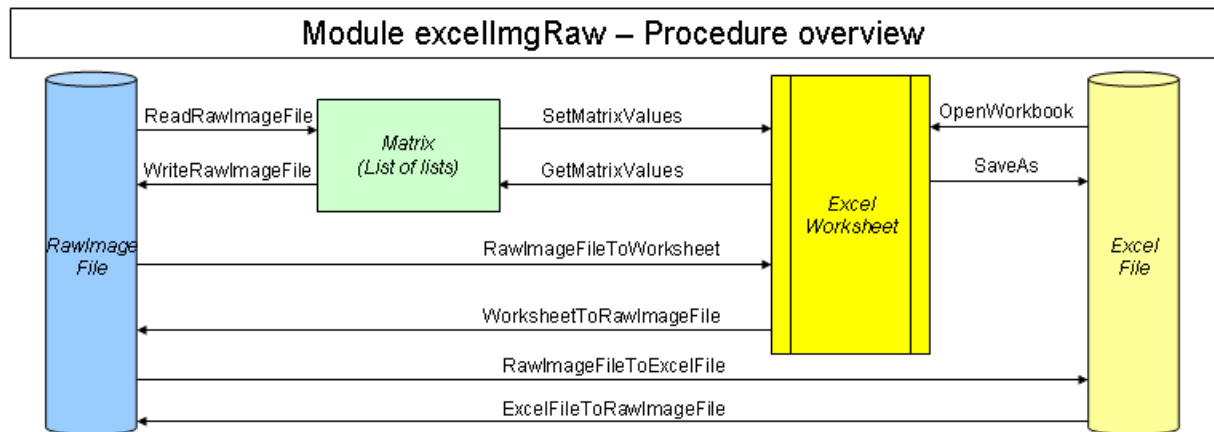 Module excelImgRaw – Procedure overview
ReadRawImageFile
SetMatrixValues
OpenWorkbook
Matrix
(List of lists)
WriteRawImageFile
GetMatrixValues
SaveAs
Excel
Worksheet
RawImage
File
RawImageFileToWorksheet
Excel
File
WorksheetToRawImageFile
RawImageFileToExcelFile
ExcelFileToRawImageFile